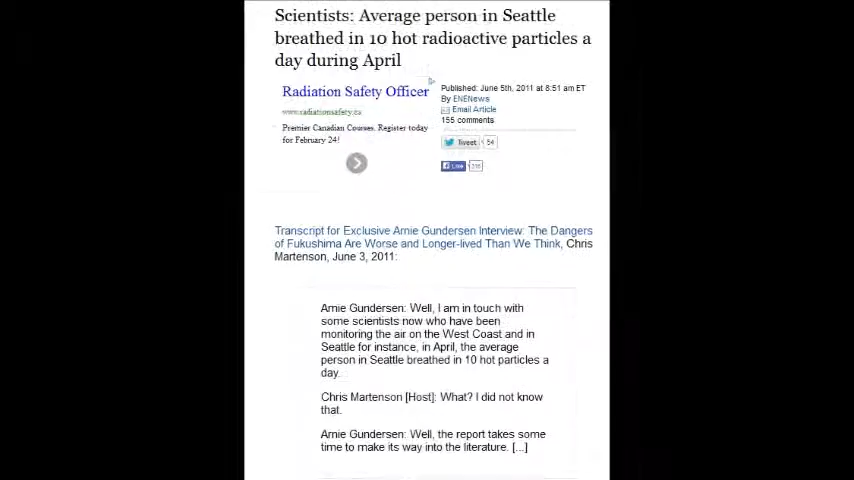 Scientists: Average person in Seattle
breathed in 10 hot radioactive particles a
day during April
Radiation Safety Officer
www.radiationsafety.ca
Premier Canadian Courses. Register today
for February 24!
Published: June 5th, 2011 at 8:51 am ET
By ENENews
Email Article
155 comments
Tweet 54
Like
Transcript for Exclusive Arnie Gundersen Interview: The Dangers
of Fukushima Are Worse and Longer-lived Than We Think, Chris
Martenson, June 3, 2011:
Arnie Gundersen: Well, I am in touch with
some scientists now who have been
monitoring the air on the West Coast and in
Seattle for instance, in April, the average
person in Seattle breathed in 10 hot particles a
day.
Chris Martenson [Host]: What? I did not know
that.
Arnie Gundersen: Well, the report takes some
time to make its way into the literature. [...]